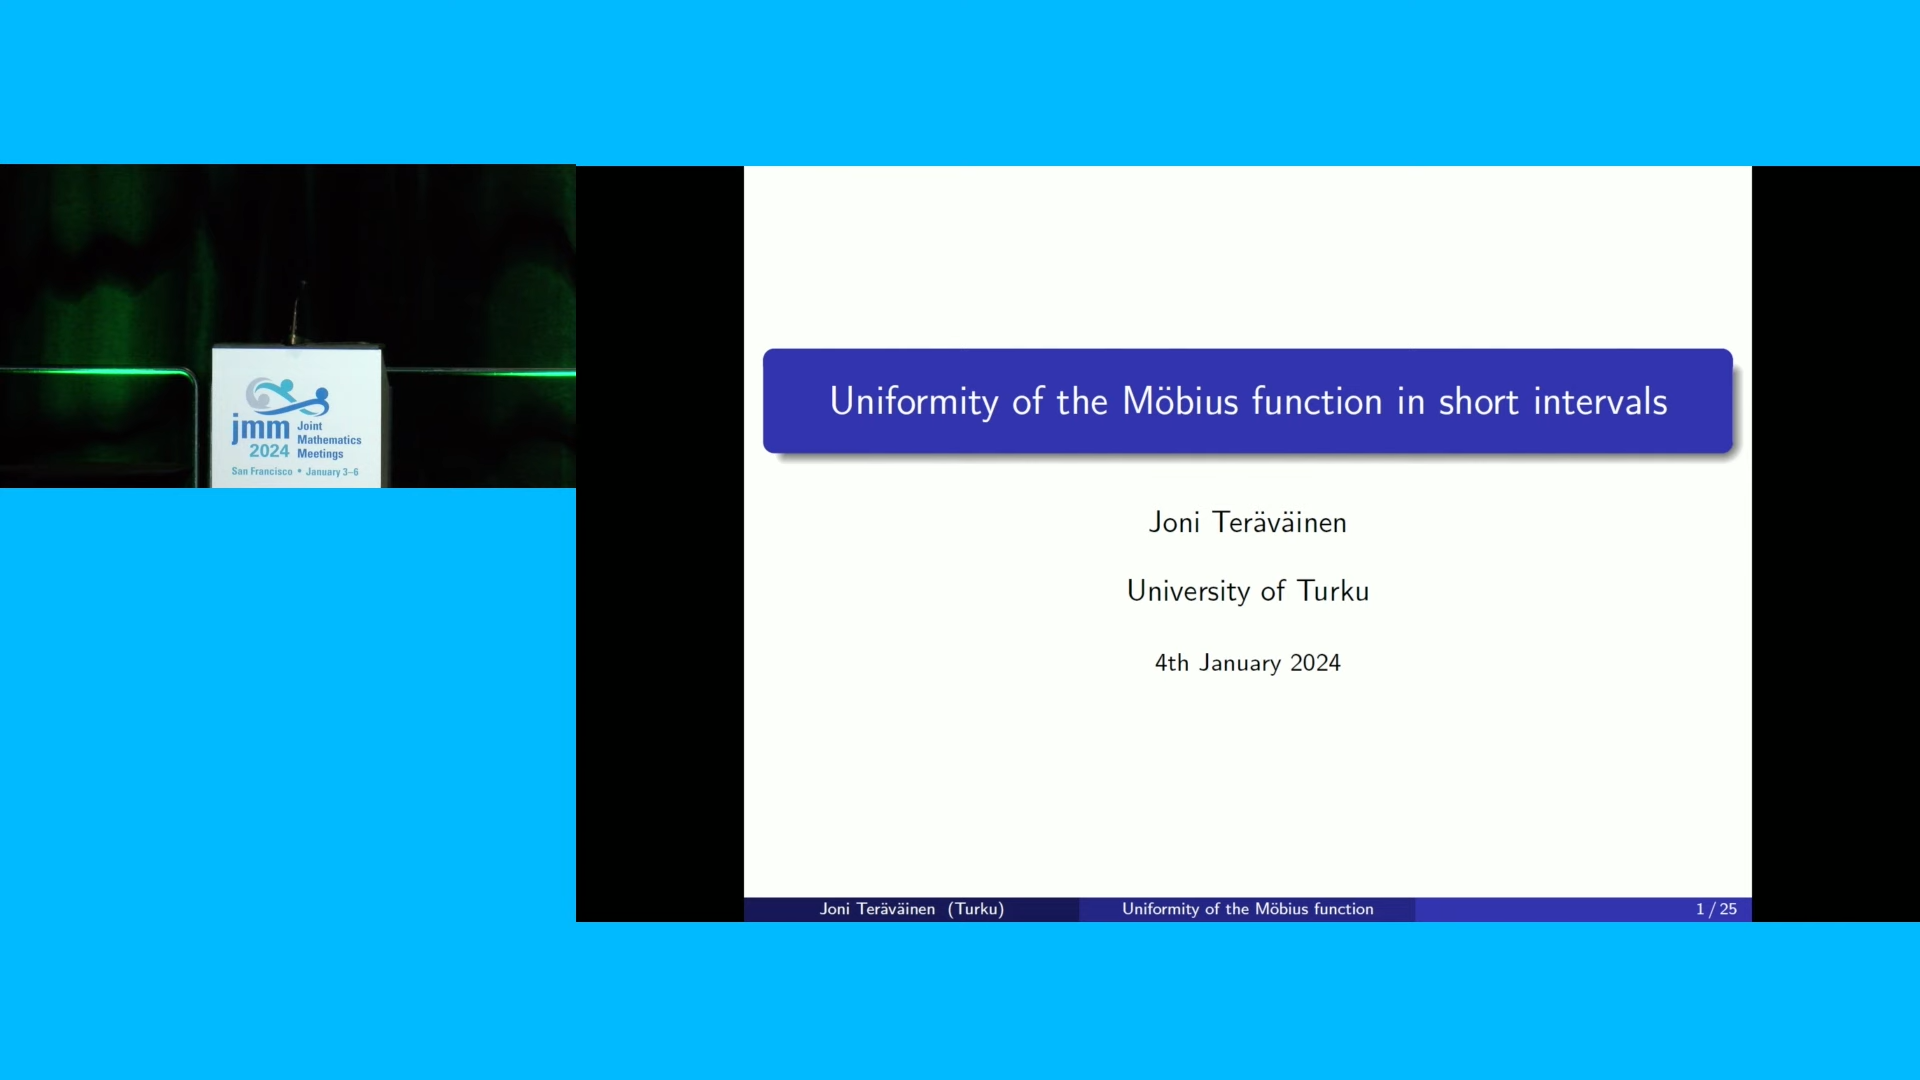 jmm Joint
Mathematics
2024 Meetings
San Francisco • January 3–6
Uniformity of the Möbius function in short intervals
Joni Teräväinen
University of Turku
4th January 2024
Joni Teräväinen (Turku) Uniformity of the Möbius function 1 / 25